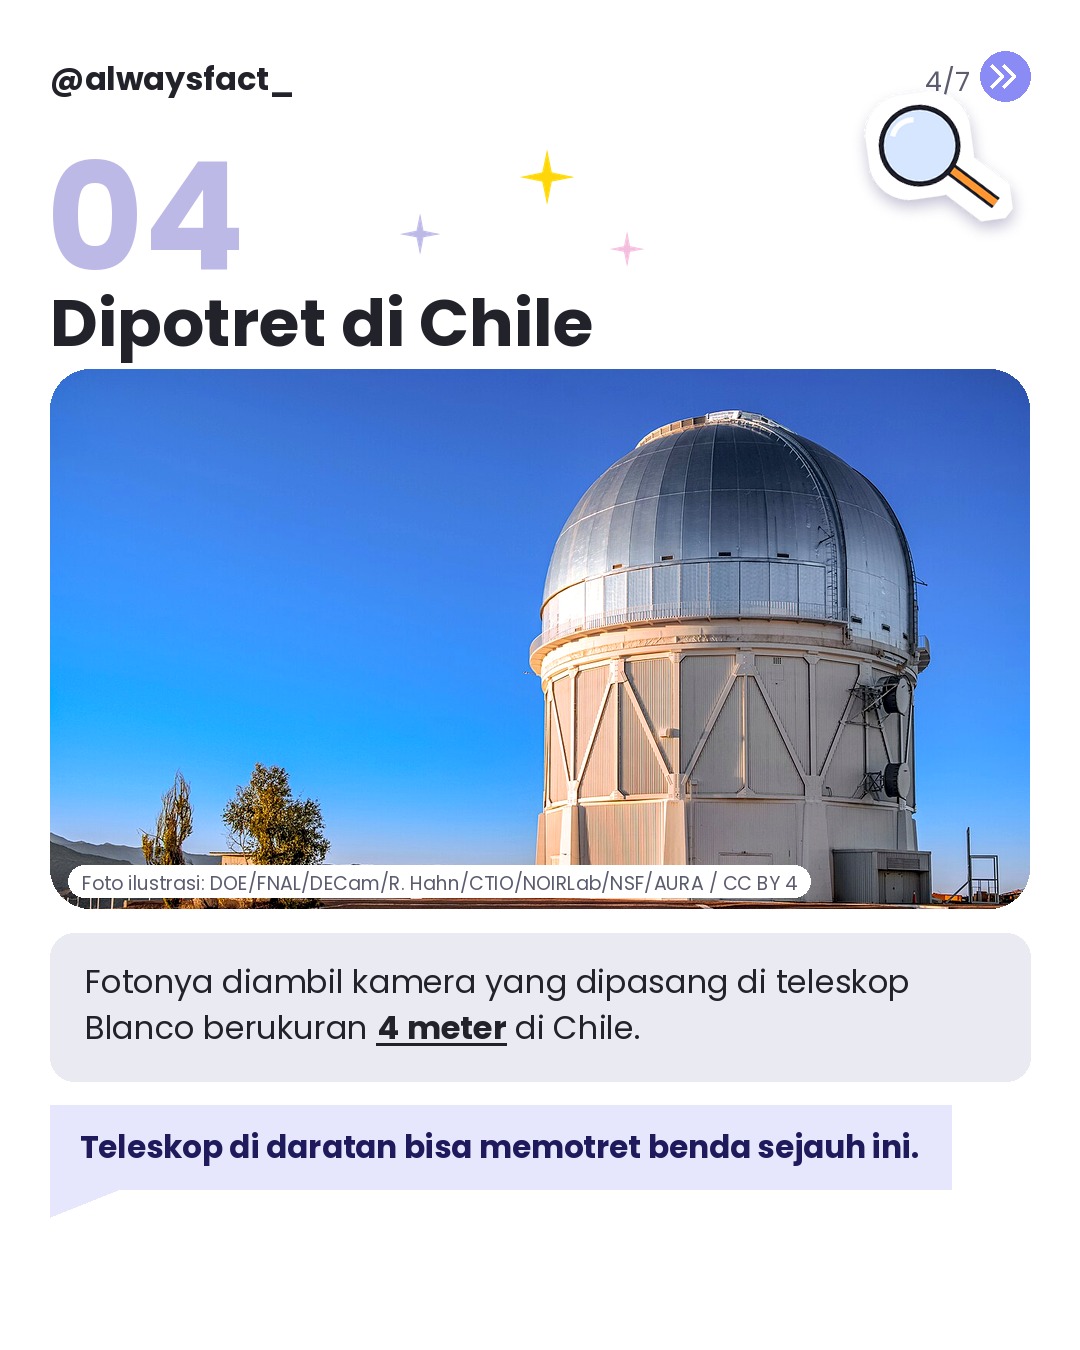 @alwaysfact_
4/7
04
Dipotret di Chile
Foto ilustrasi: DOE/FNAL/DECam/R. Hahn/CTIO/NOIRLab/NSF/AURA / CC BY 4
Fotonya diambil kamera yang dipasang di teleskop
Blanco berukuran 4 meter di Chile.
Teleskop di daratan bisa memotret benda sejauh ini.